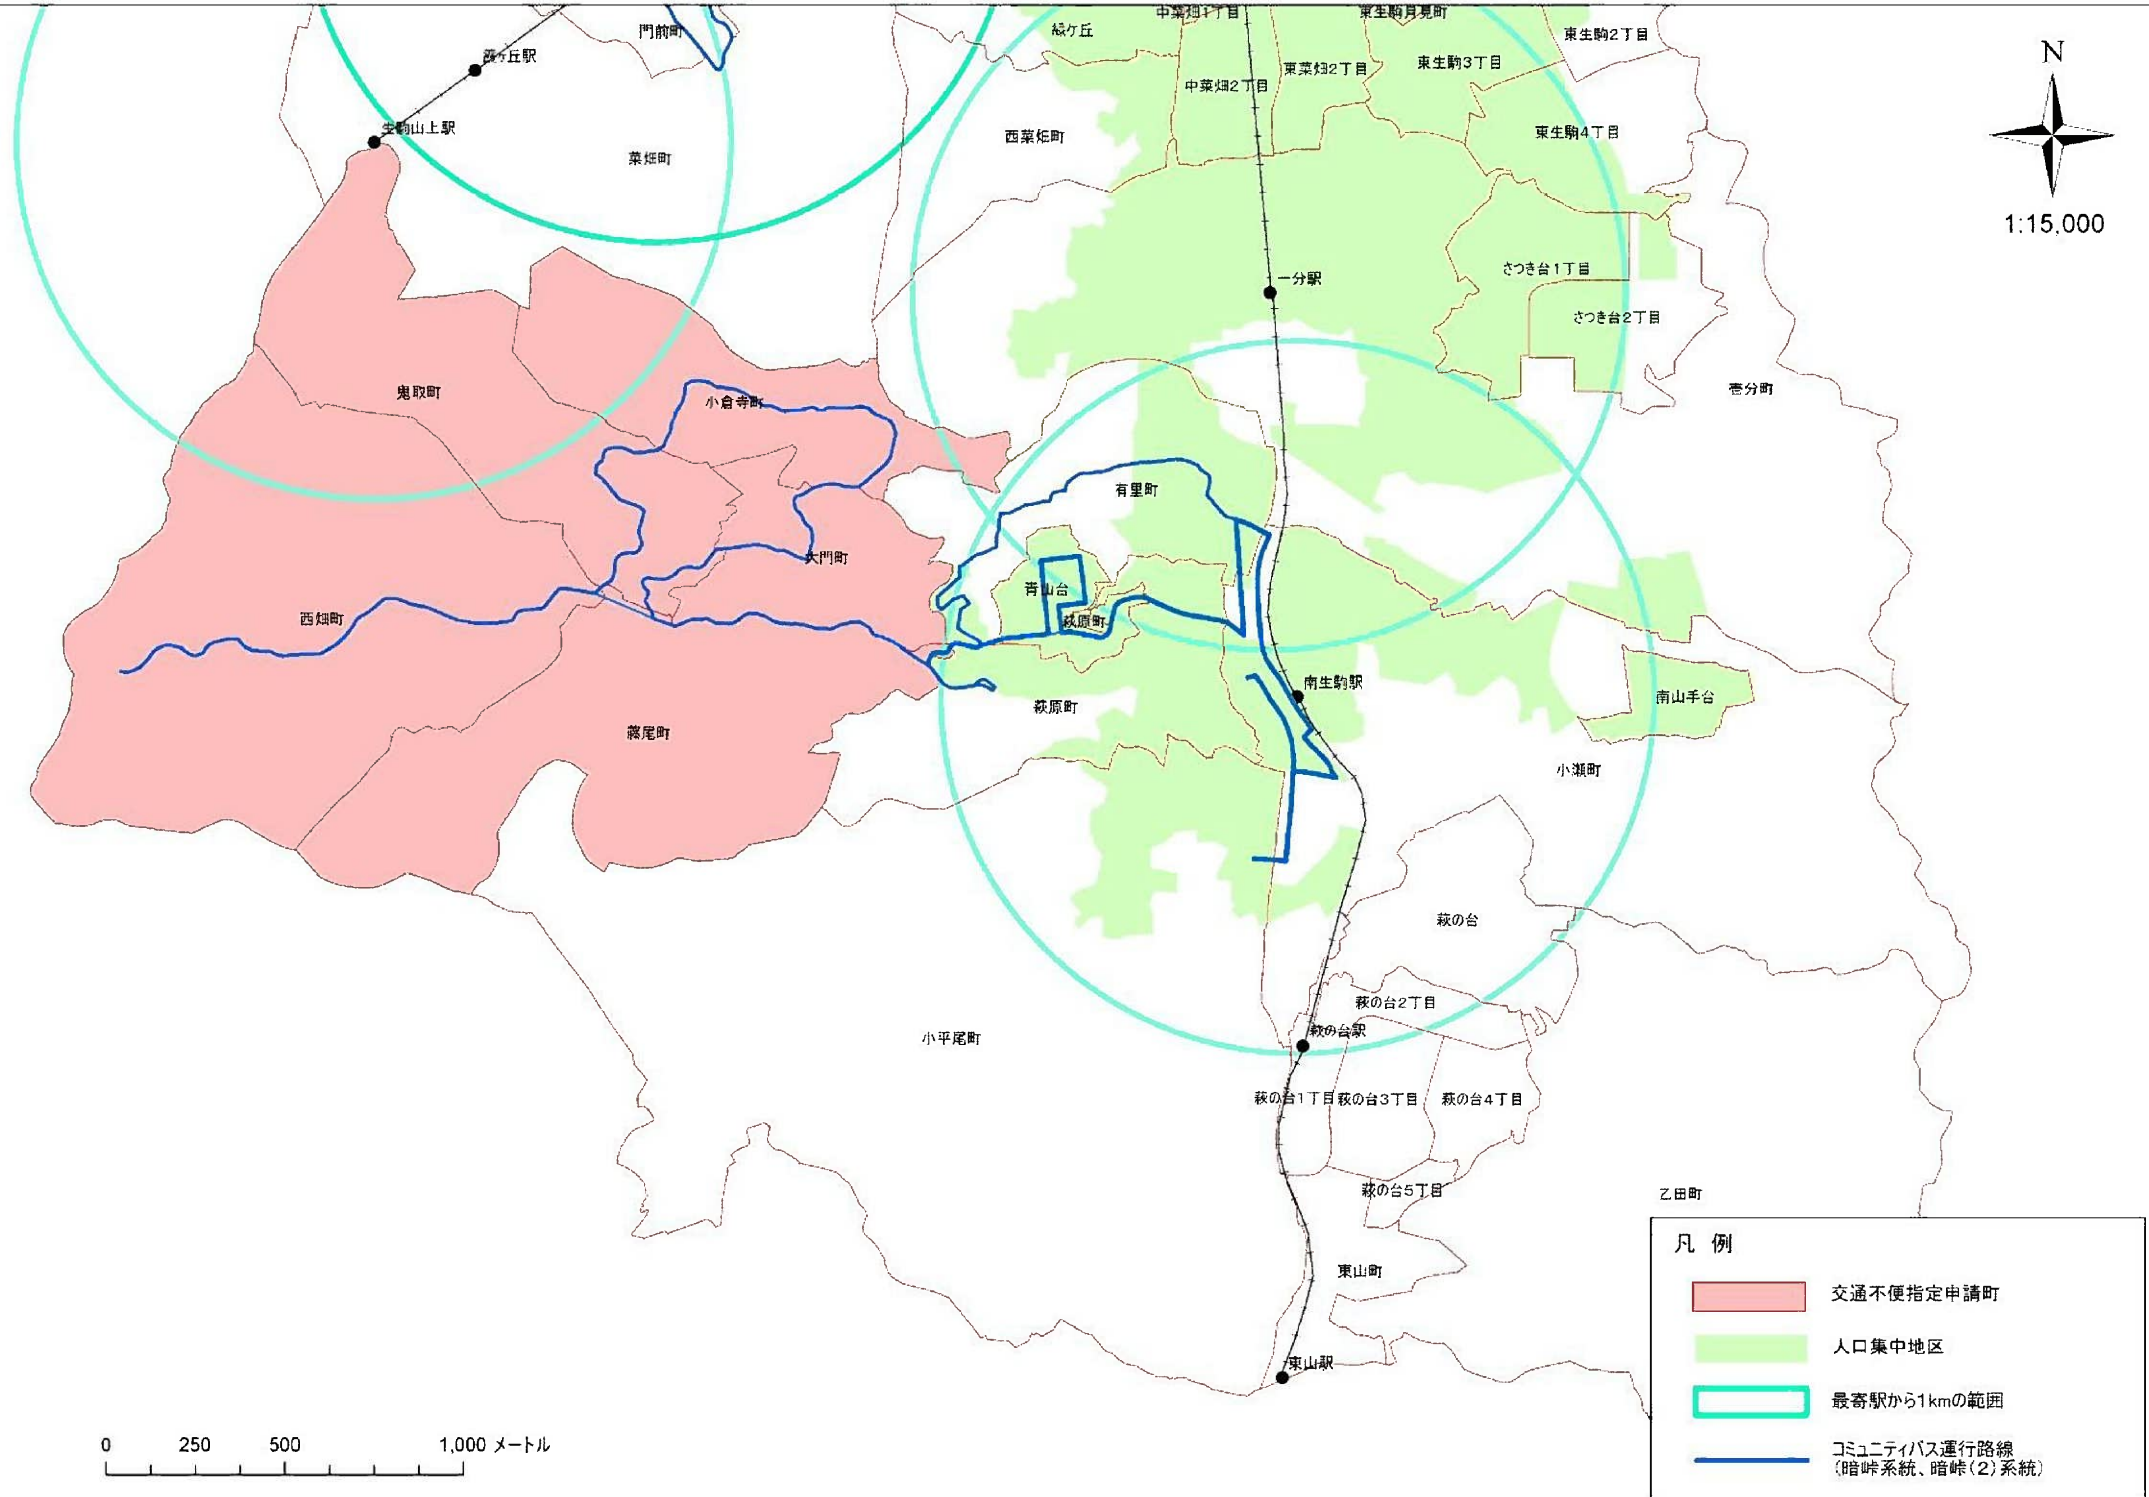 中菜畑1丁目
東生駒月見町
門前町
緑ケ丘
東生駒2丁目
N
霞ヶ丘駅
東菜畑2丁目
東生駒3丁目
中菜畑2丁目
生駒山上駅
西菜畑町
東生駒4丁目
菜畑町
1:15,000
さつき台1丁目
一分駅
さつき台2丁目
鬼取町
小倉寺町
壱分町
有里町
大門町
青山台
西畑町
萩原町
南生駒駅
南山手台
萩原町
藤尾町
小瀬町
萩の台
萩の台2丁目
萩の台駅
小平尾町
萩の台1丁目
萩の台3丁目
萩の台4丁目
萩の台5丁目
乙田町
東山町
東山駅
凡 例
交通不便指定申請町
人口集中地区
最寄駅から1kmの範囲
コミュニティバス運行路線
(暗峠系統、暗峠(2)系統)
0 250 500 1,000 メートル